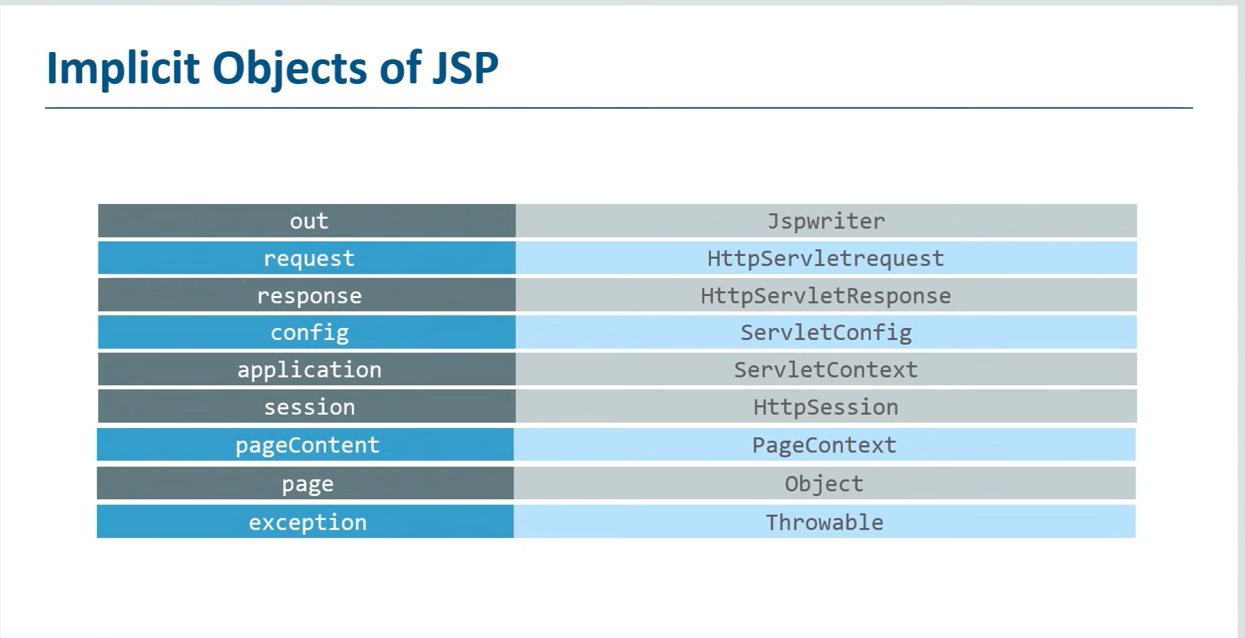 Implicit Objects of JSP
out Jspwriter
request HttpServletrequest
response HttpServletResponse
config ServletConfig
application ServletContext
session HttpSession
pageContent PageContext
page Object
exception Throwable